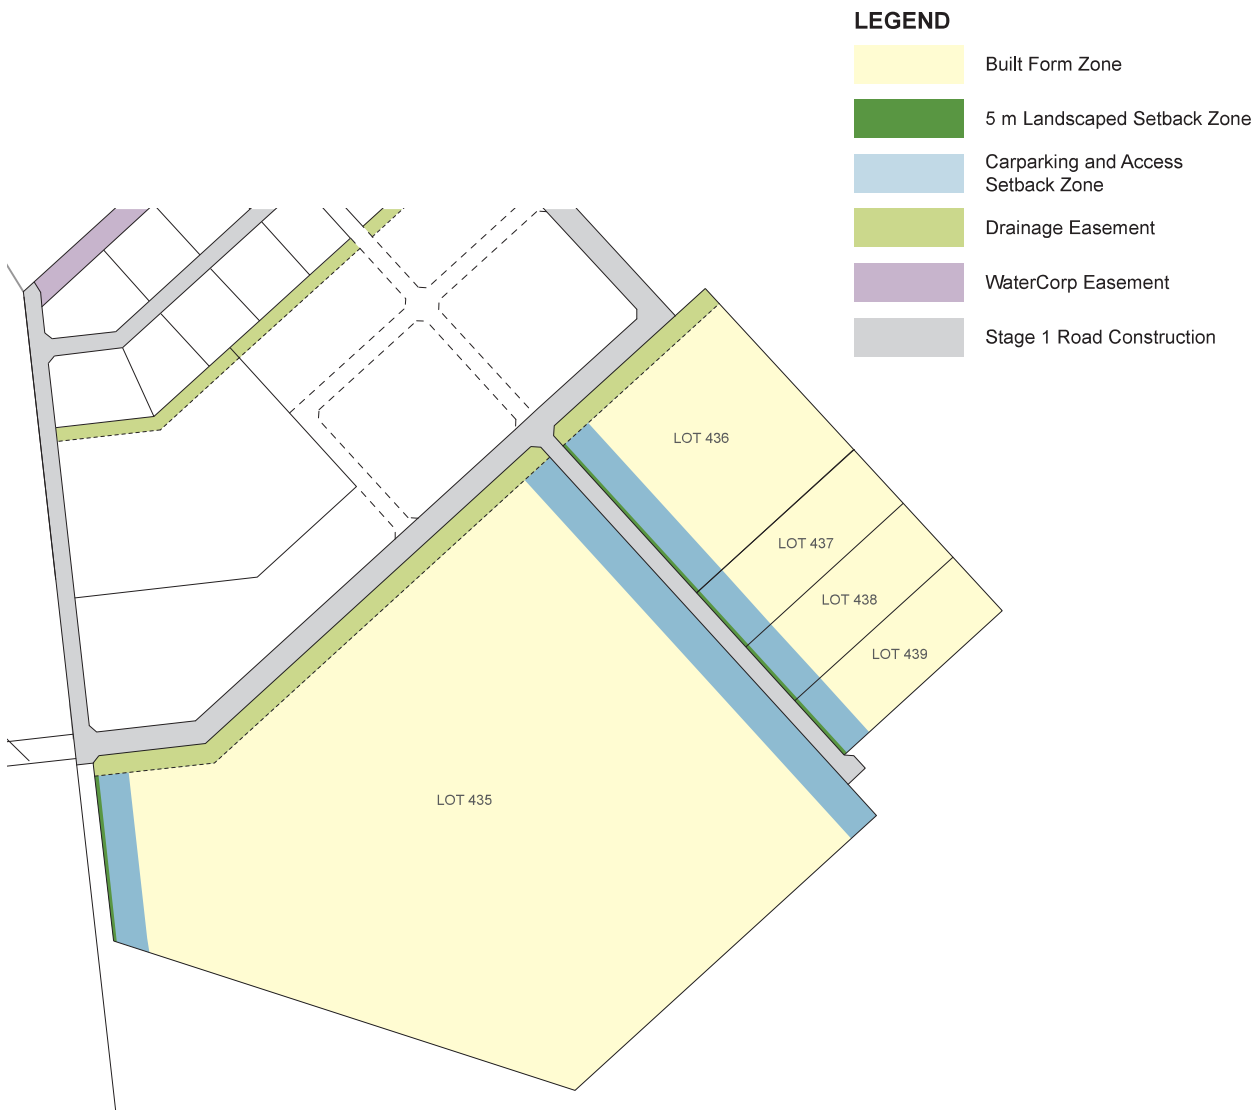 LEGEND
Built Form Zone
5 m Landscaped Setback Zone
Carparking and Access
Setback Zone
Drainage Easement
WaterCorp Easement
Stage 1 Road Construction
LOT 436
LOT 437
LOT 438
LOT 439
LOT 435